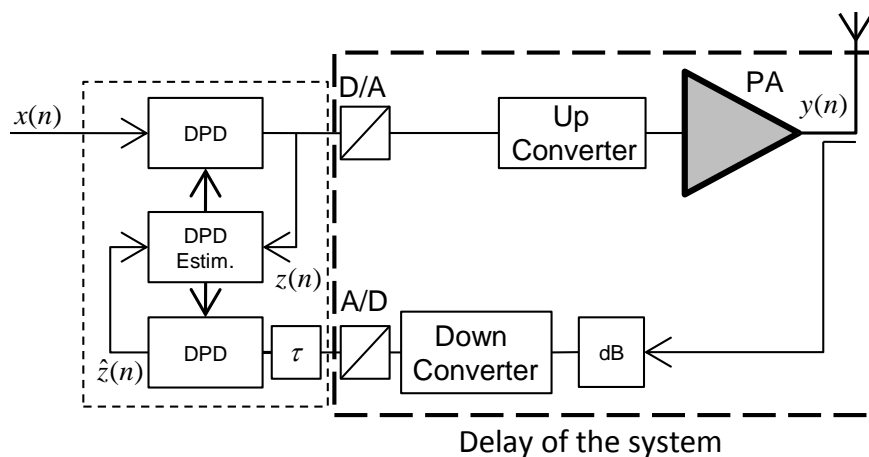 x(n)
DPD
D/A
Up
Converter
PA
y(n)
DPD
Estim.
z(n)
ẑ(n)
DPD
τ
A/D
Down
Converter
dB
Delay of the system